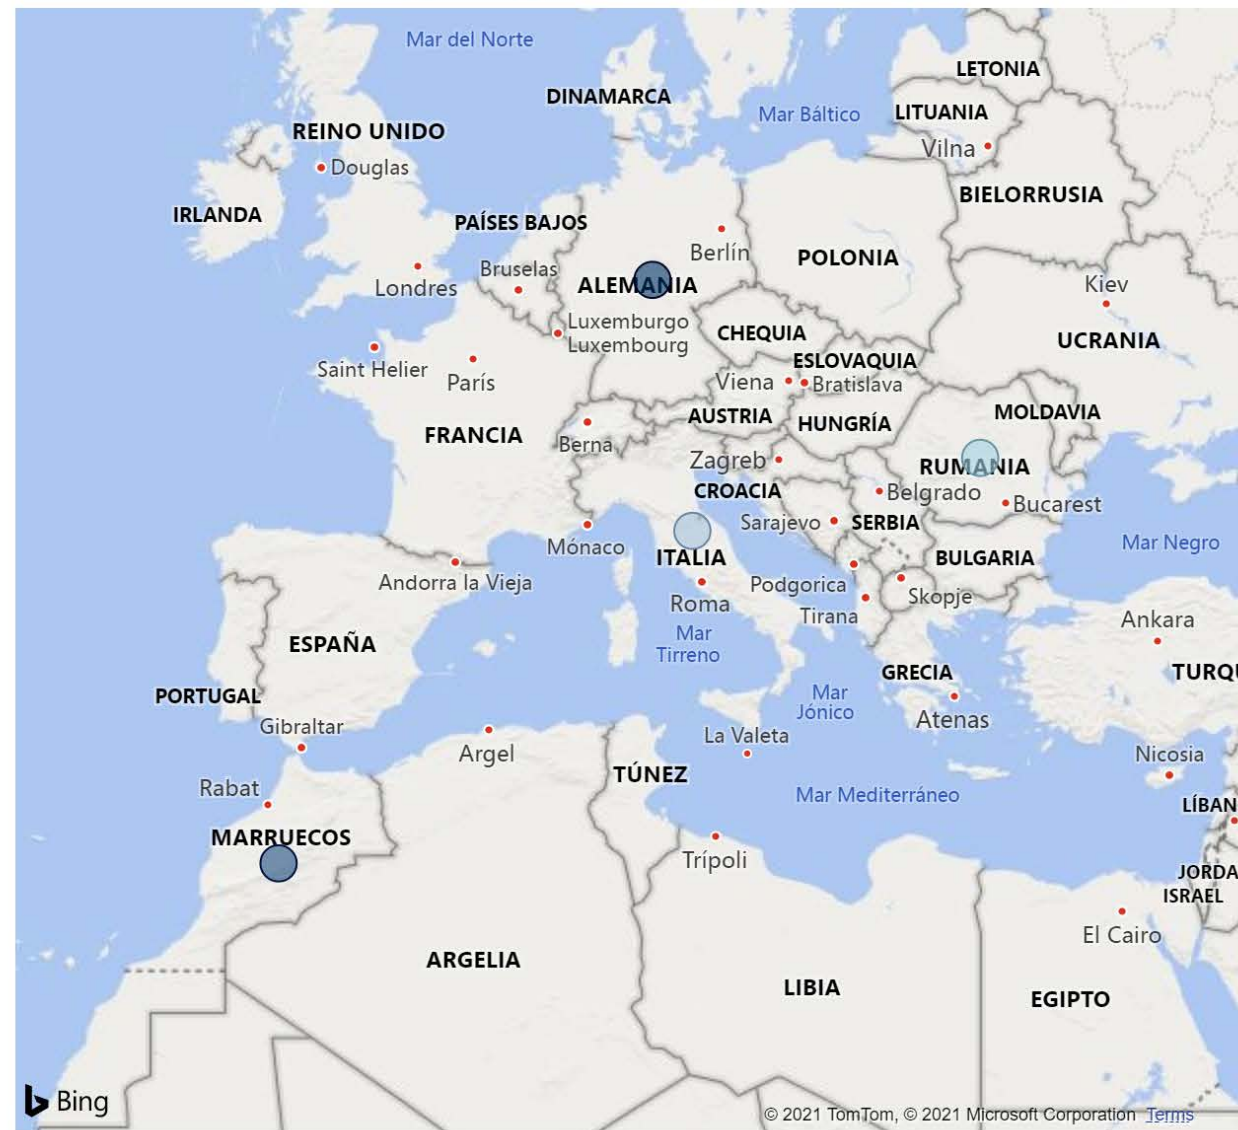 Mar del Norte
LETONIA
DINAMARCA
Mar Báltico
LITUANIA
REINO UNIDO
Vilna
Douglas
BIELORRUSIA
IRLANDA
PAÍSES BAJOS
Berlín
POLONIA
Bruselas
Londres
ALEMANIA
Kiev
Luxemburgo
Luxembourg
CHEQUIA
UCRANIA
ESLOVAQUIA
Saint Helier
París
Viena
Bratislava
AUSTRIA
HUNGRÍA
MOLDAVIA
FRANCIA
Berna
Zagreb
RUMANIA
CROACIA
Belgrado
Bucarest
Sarajevo
SERBIA
Mónaco
ITALIA
BULGARIA
Mar Negro
Andorra la Vieja
Podgorica
Skopje
Roma
Tirana
Ankara
Mar
Tirreno
ESPAÑA
GRECIA
TURQU
PORTUGAL
Mar
Jónico
Atenas
Gibraltar
La Valeta
Argel
Nicosia
TÚNEZ
Rabat
Mar Mediterráneo
LÍBAN
MARRUECOS
Trípoli
JORDA
ISRAEL
El Cairo
ARGELIA
LIBIA
EGIPTO
Bing
© 2021 TomTom, © 2021 Microsoft Corporation Terms